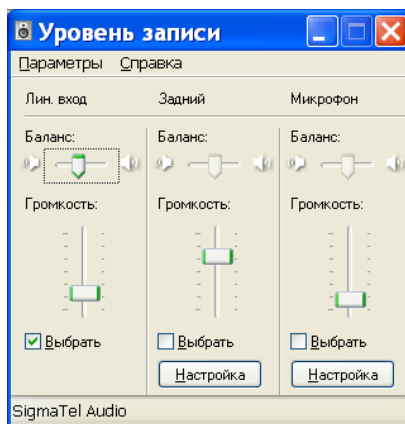 Уровень записи
Параметры Справка
Лин. вход Задний Микрофон
Баланс: Баланс: Баланс:
Громкость: Громкость: Громкость:
Выбрать Выбрать Выбрать
Настройка Настройка
SigmaTel Audio